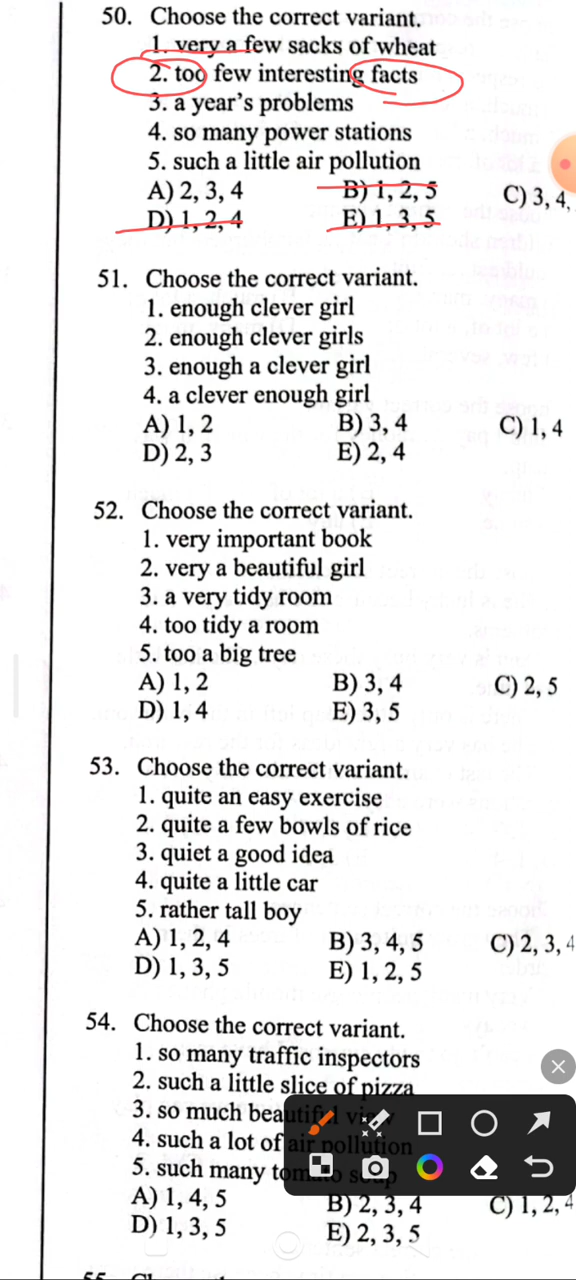 50. Choose the correct variant.
1. very a few sacks of wheat
2. too few interesting facts
3. a year's problems
4. so many power stations
5. such a little air pollution
A) 2, 3, 4 B) 1, 2, 5 C) 3, 4,
D) 1, 2, 4 E) 1, 3, 5
51. Choose the correct variant.
1. enough clever girl
2. enough clever girls
3. enough a clever girl
4. a clever enough girl
A) 1, 2 B) 3, 4 C) 1, 4
D) 2, 3 E) 2, 4
52. Choose the correct variant.
1. very important book
2. very a beautiful girl
3. a very tidy room
4. too tidy a room
5. too a big tree
A) 1, 2 B) 3, 4 C) 2, 5
D) 1, 4 E) 3, 5
53. Choose the correct variant.
1. quite an easy exercise
2. quite a few bowls of rice
3. quiet a good idea
4. quite a little car
5. rather tall boy
A) 1, 2, 4 B) 3, 4, 5 C) 2, 3, 4
D) 1, 3, 5 E) 1, 2, 5
54. Choose the correct variant.
1. so many traffic inspectors
2. such a little slice of pizza
3. so much beautiful view
4. such a lot of air pollution
5. such many tomato soup
A) 1, 4, 5 B) 2, 3, 4 C) 1, 2, 4
D) 1, 3, 5 E) 2, 3, 5